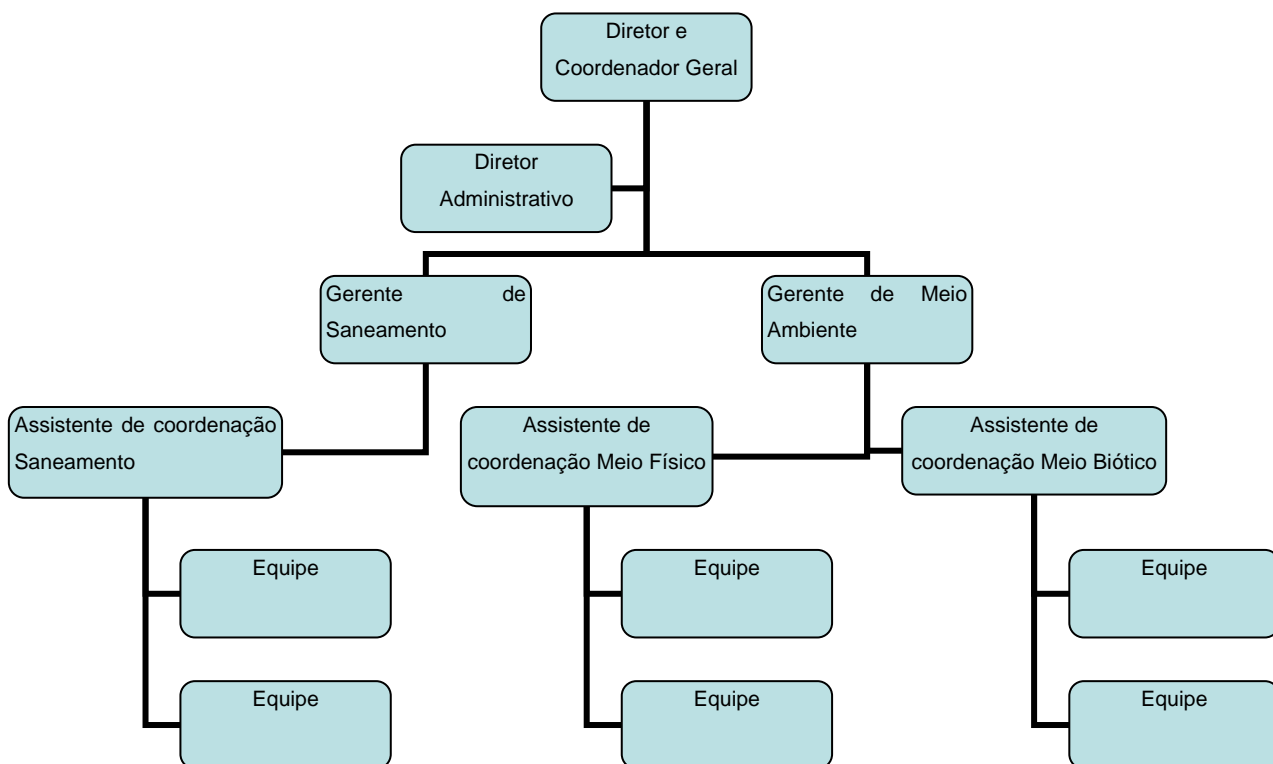 Diretor e
Coordenador Geral
Diretor
Administrativo
Gerente de
Saneamento
Gerente de Meio
Ambiente
Assistente de coordenação
Saneamento
Assistente de
coordenação Meio Físico
Assistente de
coordenação Meio Biótico
Equipe
Equipe
Equipe
Equipe
Equipe
Equipe